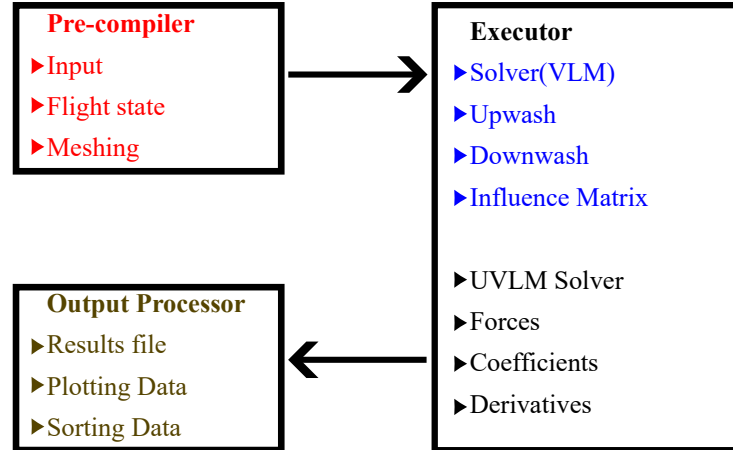 Pre-compiler
Input
Flight state
Meshing
Executor
Solver(VLM)
Upwash
Downwash
Influence Matrix
UVLM Solver
Forces
Coefficients
Derivatives
Output Processor
Results file
Plotting Data
Sorting Data